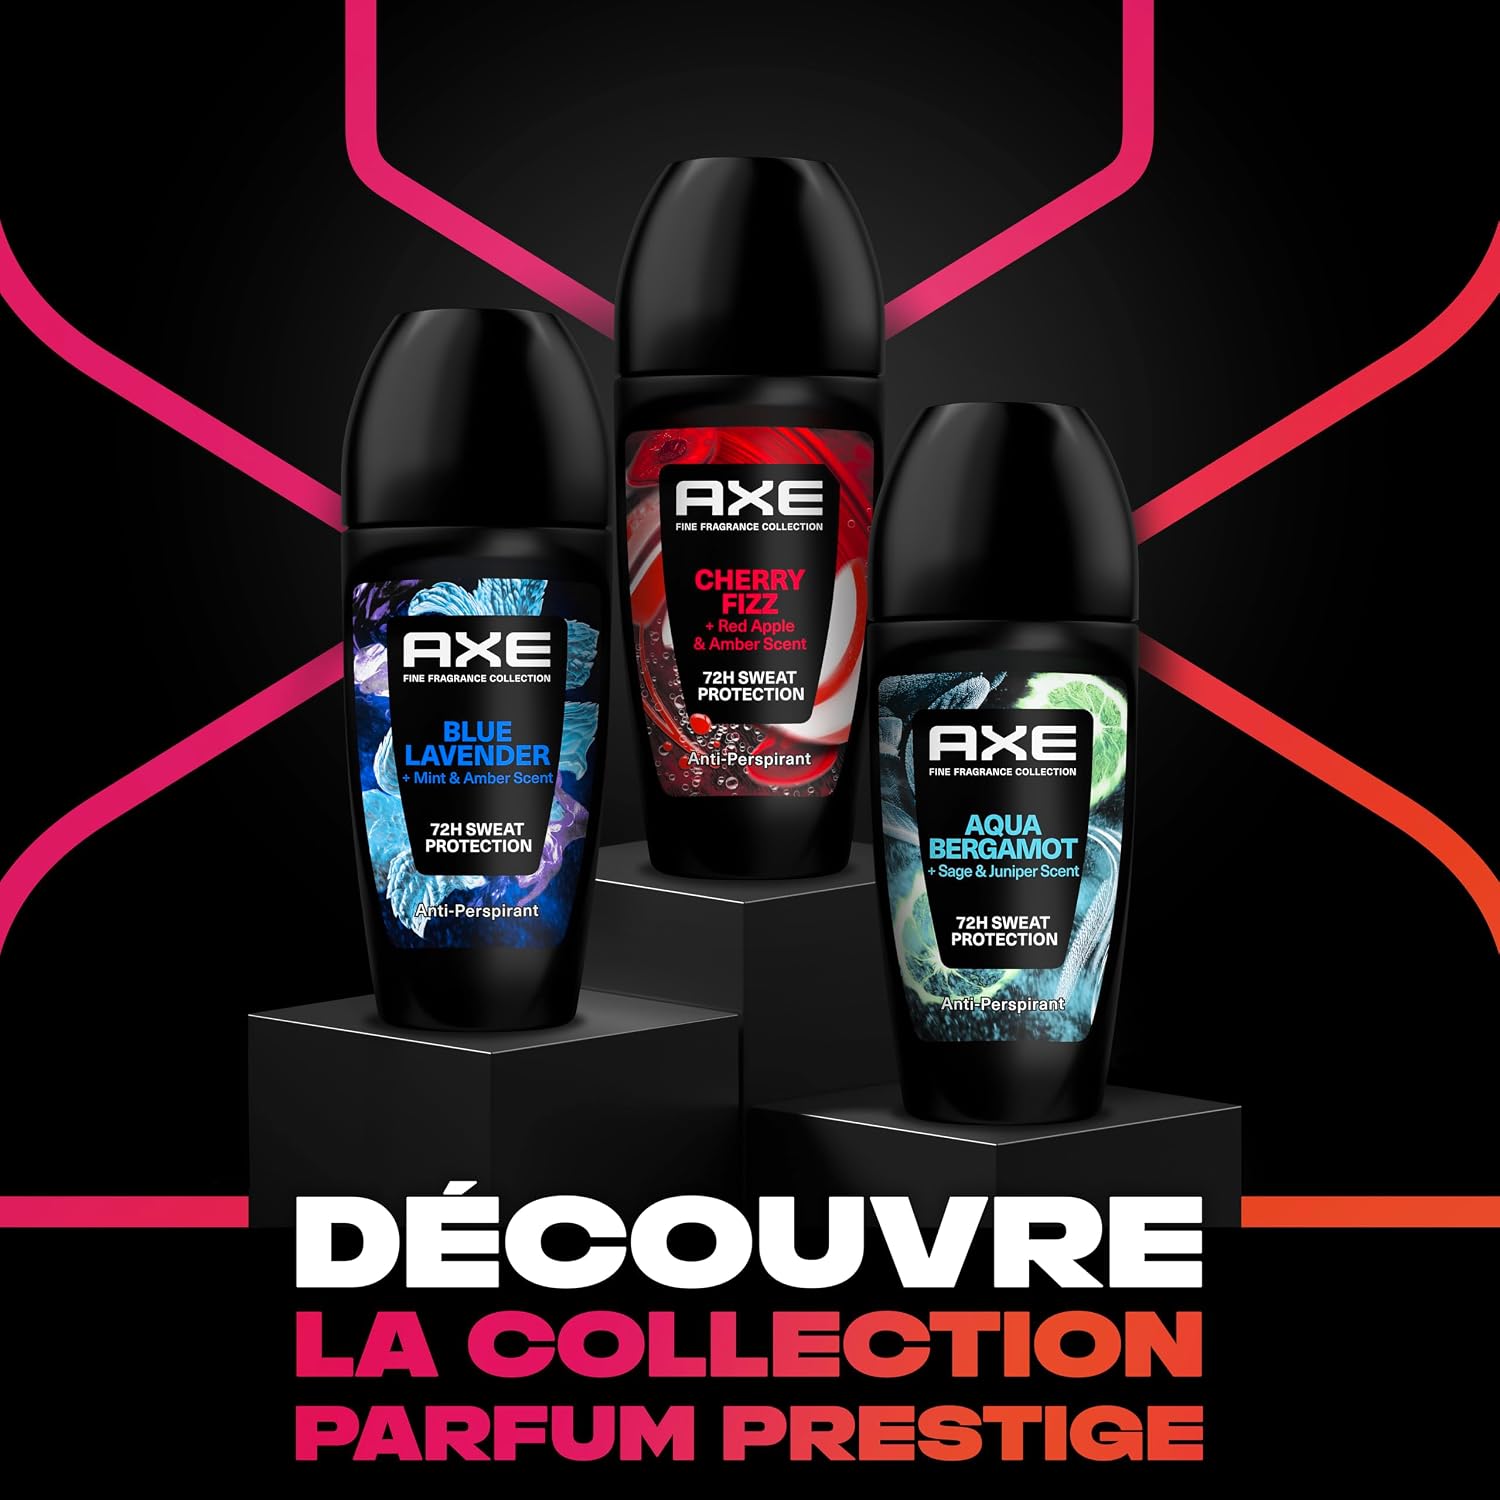 AXE
FINE FRAGRANCE COLLECTION
CHERRY
FIZZ
+ Red Apple
& Amber Scent
72H SWEAT
PROTECTION
Anti-Perspirant
AXE
FINE FRAGRANCE COLLECTION
BLUE
LAVENDER
+ Mint & Amber Scent
72H SWEAT
PROTECTION
Anti-Perspirant
AXE
FINE FRAGRANCE COLLECTION
AQUA
BERGAMOT
+ Sage & Juniper Scent
72H SWEAT
PROTECTION
Anti-Perspirant
DÉCOUVRE
LA COLLECTION
PARFUM PRESTIGE